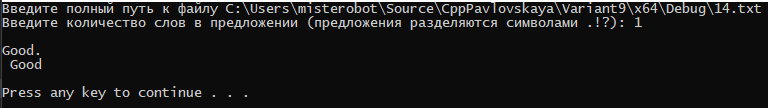 Введите полный путь к файлу C:\Users\misterobot\Source\CppPavlovskaya\Variant9\x64\Debug\14.txt
Введите количество слов в предложении (предложения разделяются символами .!?): 1
Good.
Good
Press any key to continue . . .